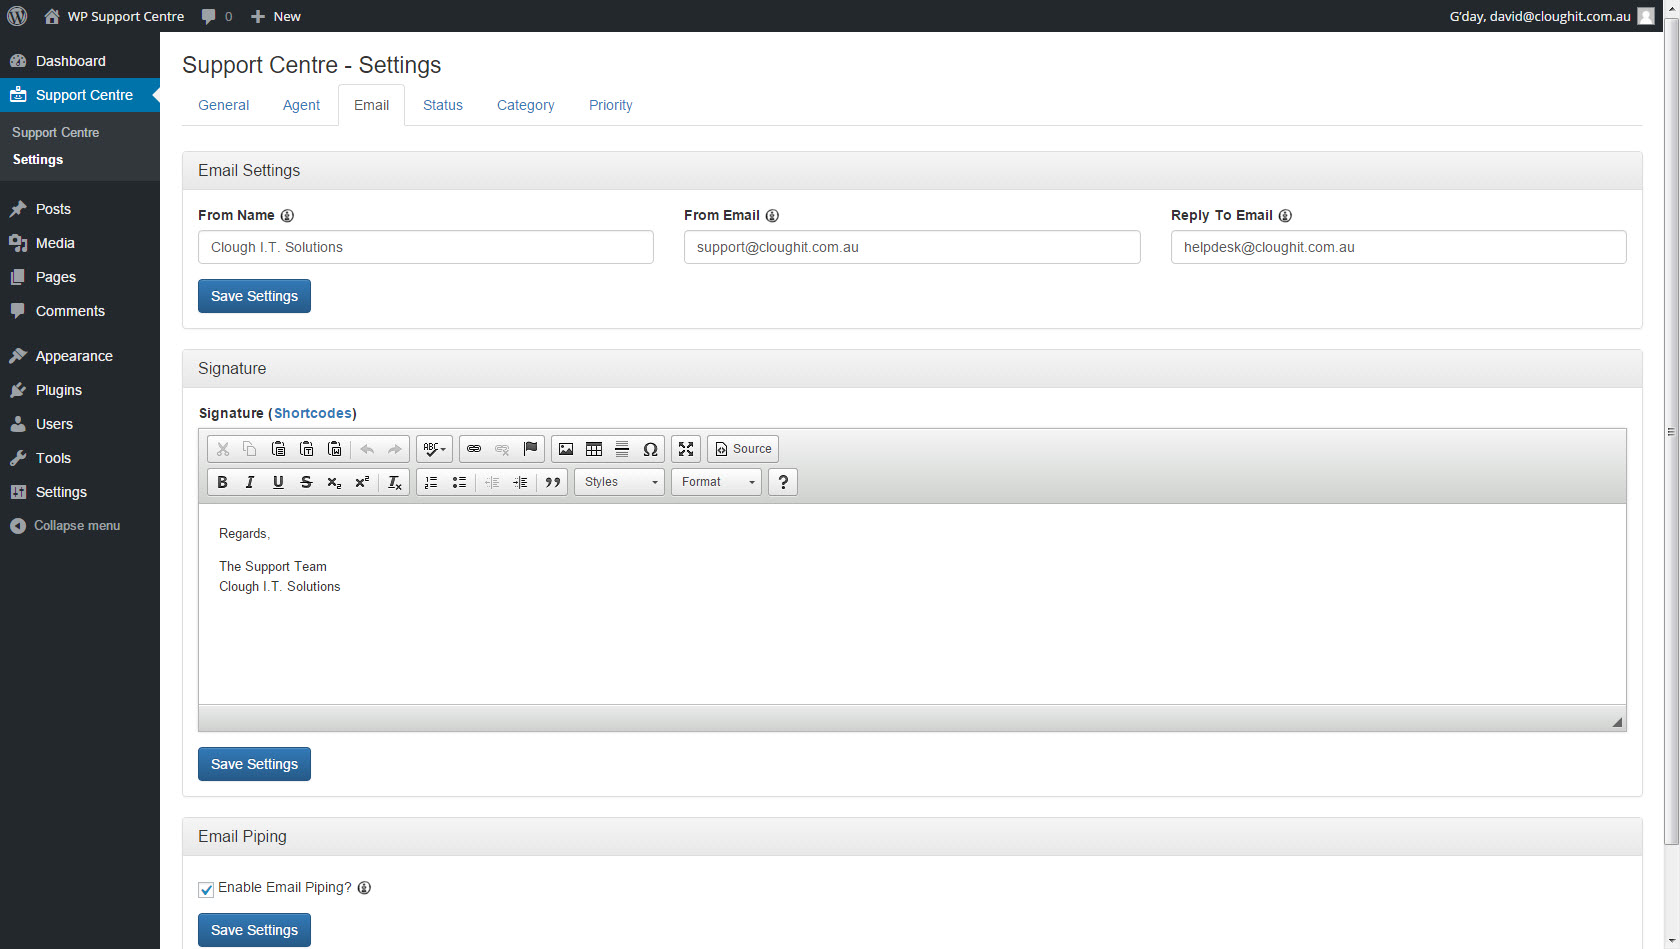 WP Support Centre 0 New G'day, david@cloughit.com.au
Dashboard
Support Centre
Support Centre
Settings
Posts
Media
Pages
Comments
Appearance
Plugins
Users
Tools
Settings
Collapse menu
Support Centre - Settings
General Agent Email Status Category Priority
Email Settings
From Name From Email Reply To Email
Clough I.T. Solutions support@cloughit.com.au helpdesk@cloughit.com.au
Save Settings
Signature
Signature (Shortcodes)
ABC Ω Source
B I U S x₂ x² Tx Styles Format ?
Regards,
The Support Team
Clough I.T. Solutions
Save Settings
Email Piping
Enable Email Piping?
Save Settings